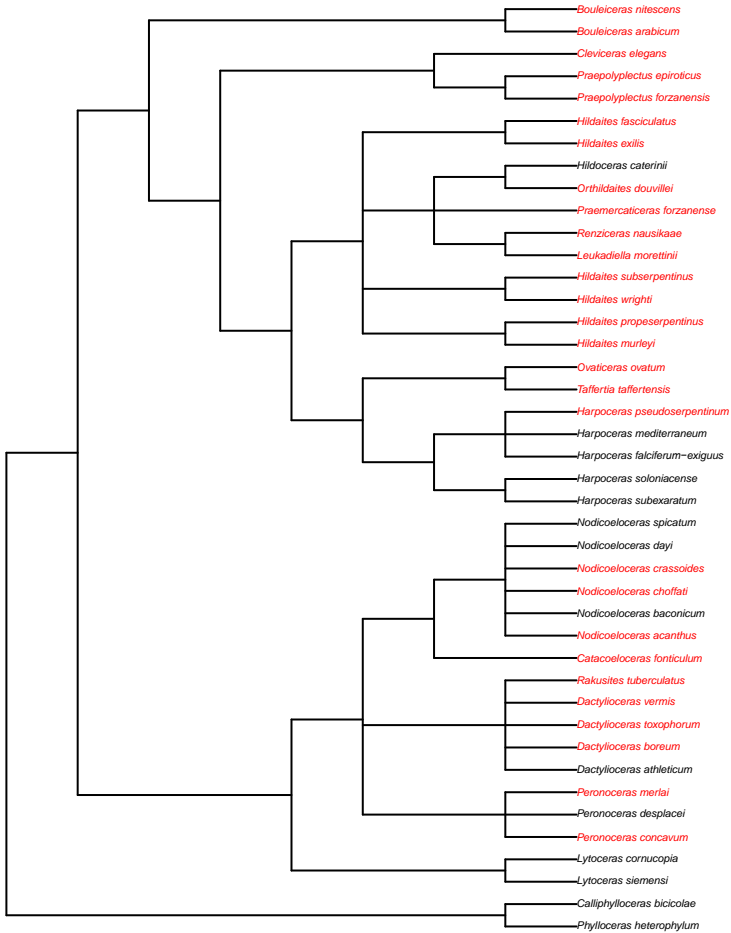 Bouleiceras nitescens
Bouleiceras arabicum
Cleviceras elegans
Praepolyplectus epiroticus
Praepolyplectus forzanensis
Hildaites fasciculatus
Hildaites exilis
Hildoceras caterinii
Orthildaites douvillei
Praemercaticeras forzanense
Renziceras nausikaae
Leukadiella morettinii
Hildaites subserpentinus
Hildaites wrighti
Hildaites propeserpentinus
Hildaites murleyi
Ovaticeras ovatum
Taffertia taffertensis
Harpoceras pseudoserpentinum
Harpoceras mediterraneum
Harpoceras falciferum−exiguus
Harpoceras soloniacense
Harpoceras subexaratum
Nodicoeloceras spicatum
Nodicoeloceras dayi
Nodicoeloceras crassoides
Nodicoeloceras choffati
Nodicoeloceras baconicum
Nodicoeloceras acanthus
Catacoeloceras fonticulum
Rakusites tuberculatus
Dactylioceras vermis
Dactylioceras toxophorum
Dactylioceras boreum
Dactylioceras athleticum
Peronoceras merlai
Peronoceras desplacei
Peronoceras concavum
Lytoceras cornucopia
Lytoceras siemensi
Calliphylloceras bicicolae
Phylloceras heterophylum